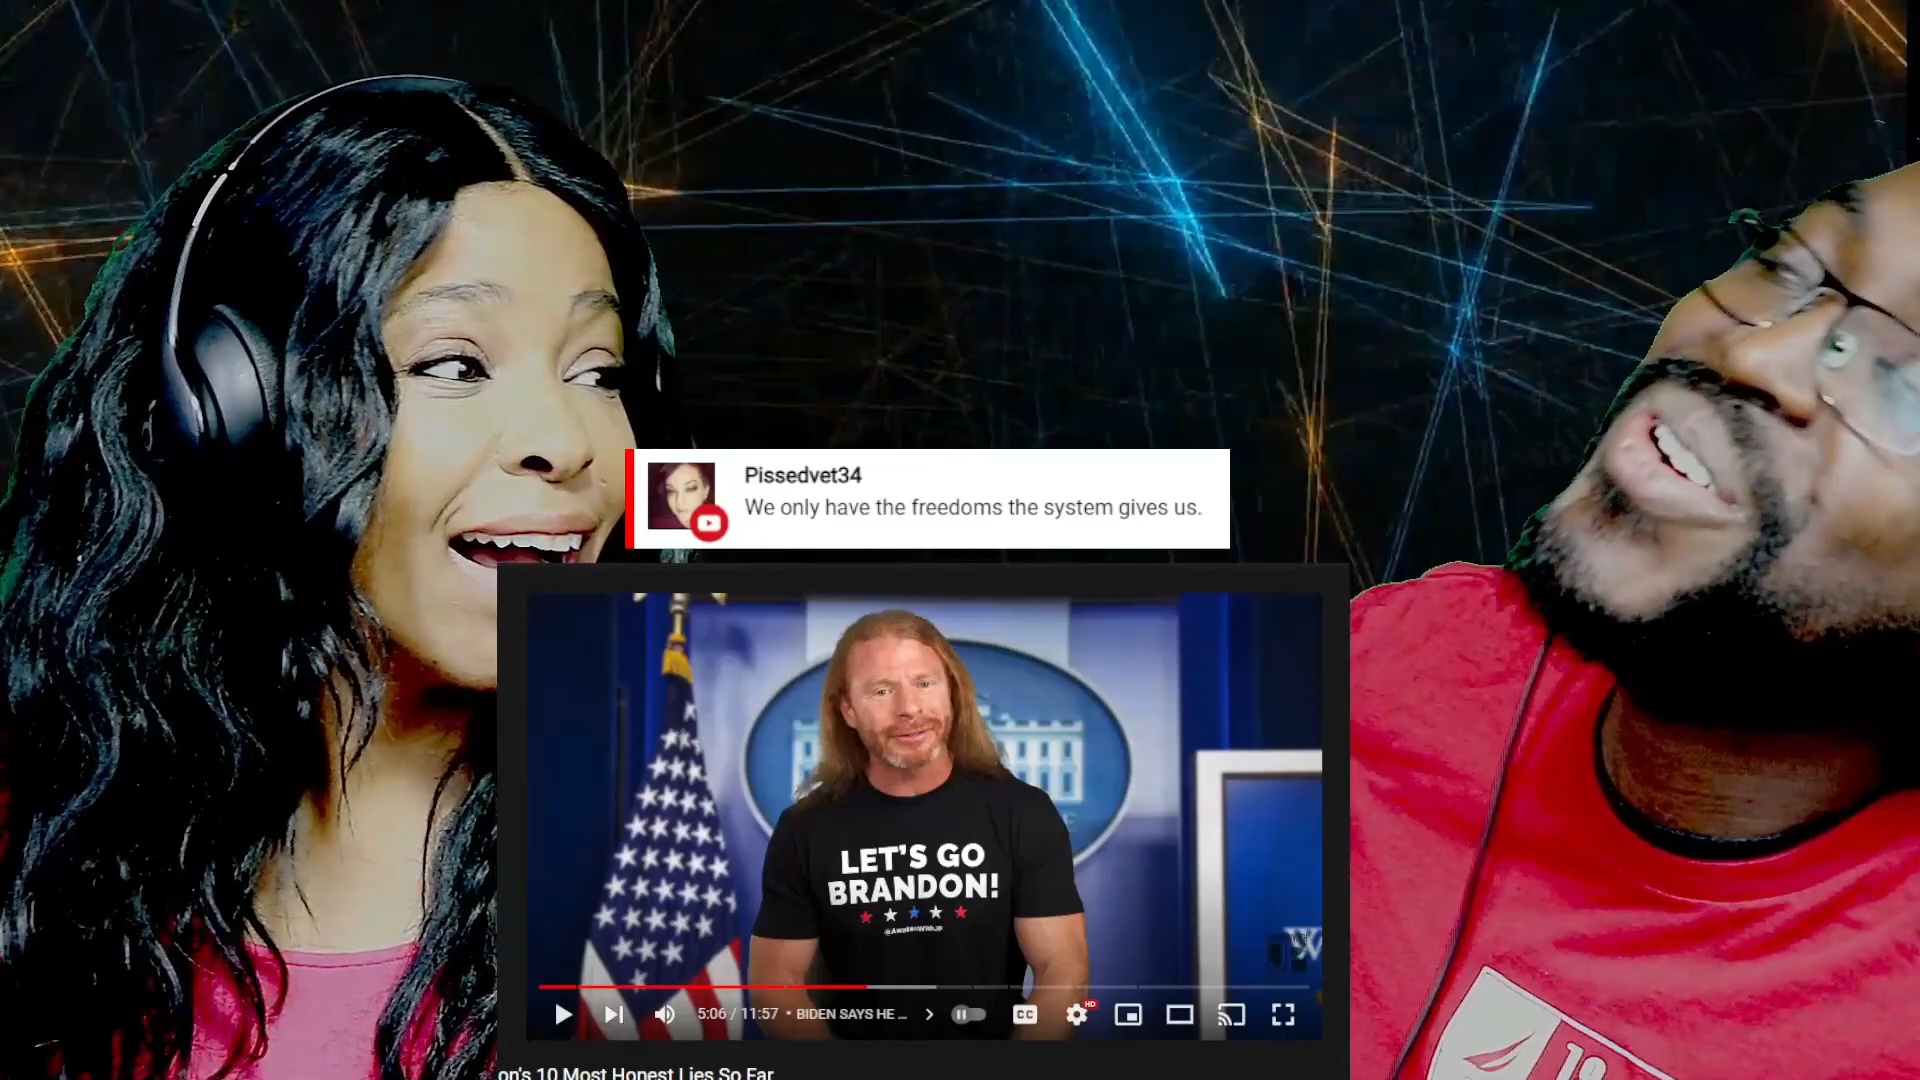 Pissedvet34
We only have the freedoms the system gives us.
LET'S GO
BRANDON!
@AwakenWithJP
W
5:06 / 11:57 • BIDEN SAYS HE ...
CC
HD
on's 10 Most Honest Lies So Far